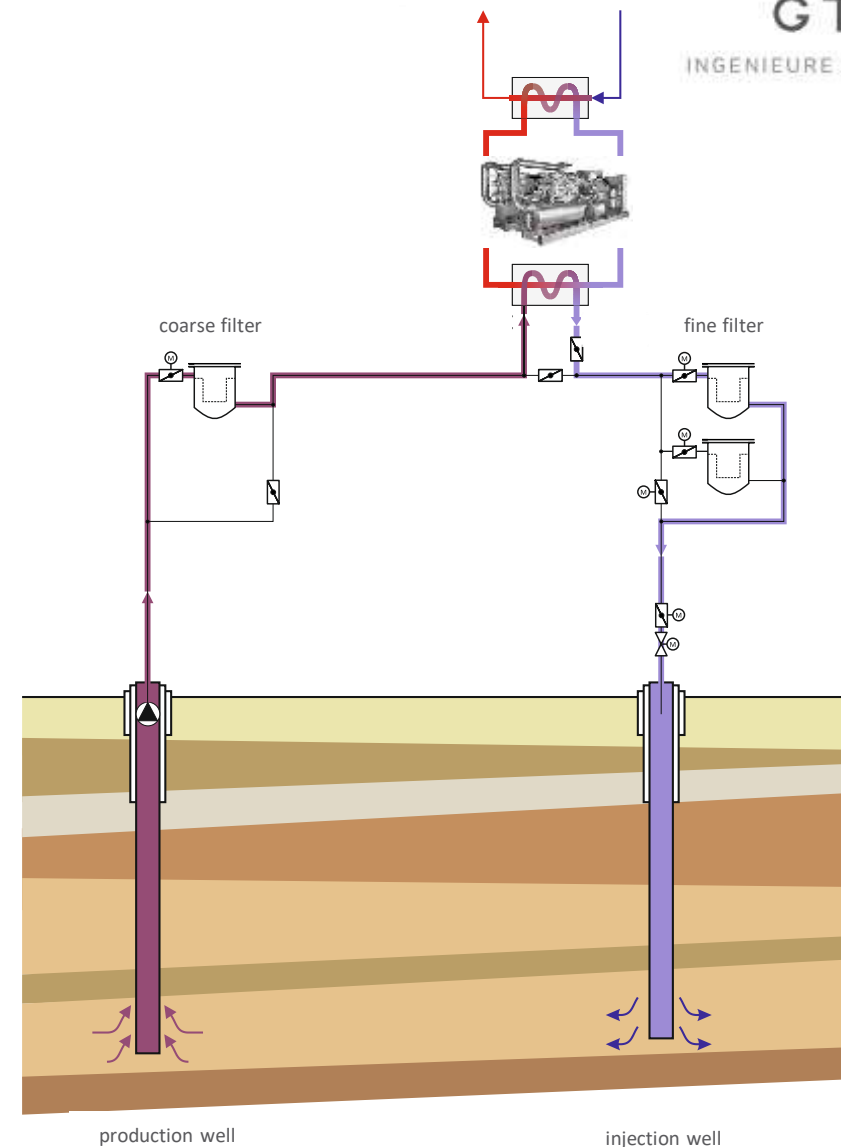 G T
INGENIEURE
coarse filter
fine filter
M
M
M
M
M
M
production well
injection well